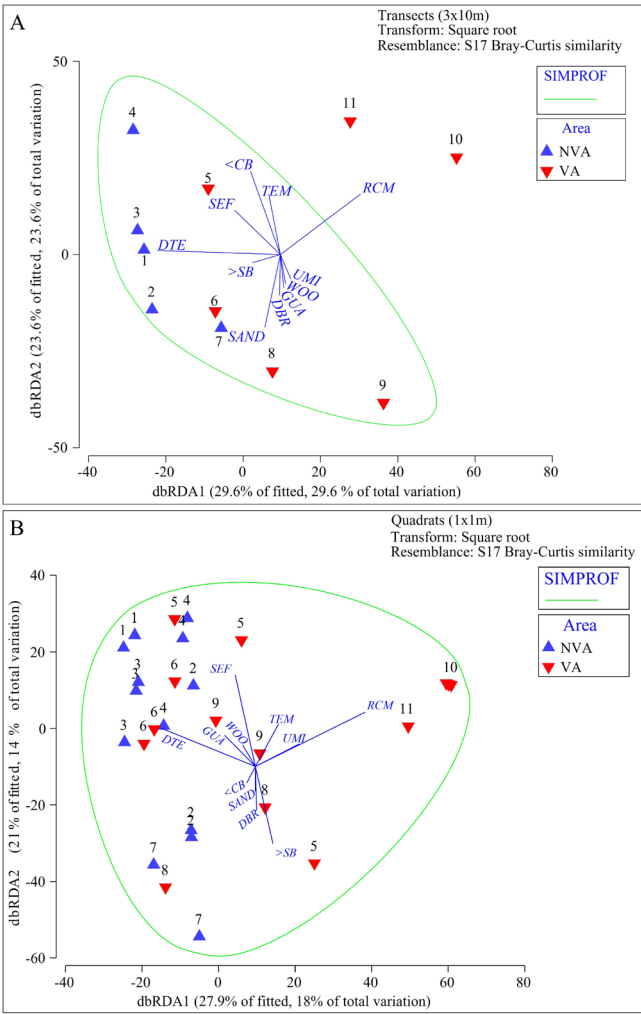 A
Transects (3x10m)
Transform: Square root
Resemblance: S17 Bray-Curtis similarity
50
0
-50
dbRDA2 (23.6% of fitted, 23.6% of total variation)
SIMPROF
Area
NVA
VA
4
11
10
5
<CB
TEM
RCM
SEF
3
1
DTE
>SB
UMI
WOO
GUA
DBR
2
6
7
SAND
8
9
-40
0
20
40
60
80
dbRDA1 (29.6% of fitted, 29.6 % of total variation)
B
Quadrats (1x1m)
Transform: Square root
Resemblance: S17 Bray-Curtis similarity
40
20
0
-20
-40
-60
dbRDA2 (21% of fitted, 14 % of total variation)
SIMPROF
Area
NVA
VA
5
4
1
1
4
5
3
3
6
2
SEF
10
6
4
9
RCM
11
3
6
DTE
GUA
WOO
TEM
9
UMI
<CB
SAND
8
DBR
2
2
>SB
5
7
8
7
-40
-20
0
20
40
60
80
dbRDA1 (27.9% of fitted, 18% of total variation)